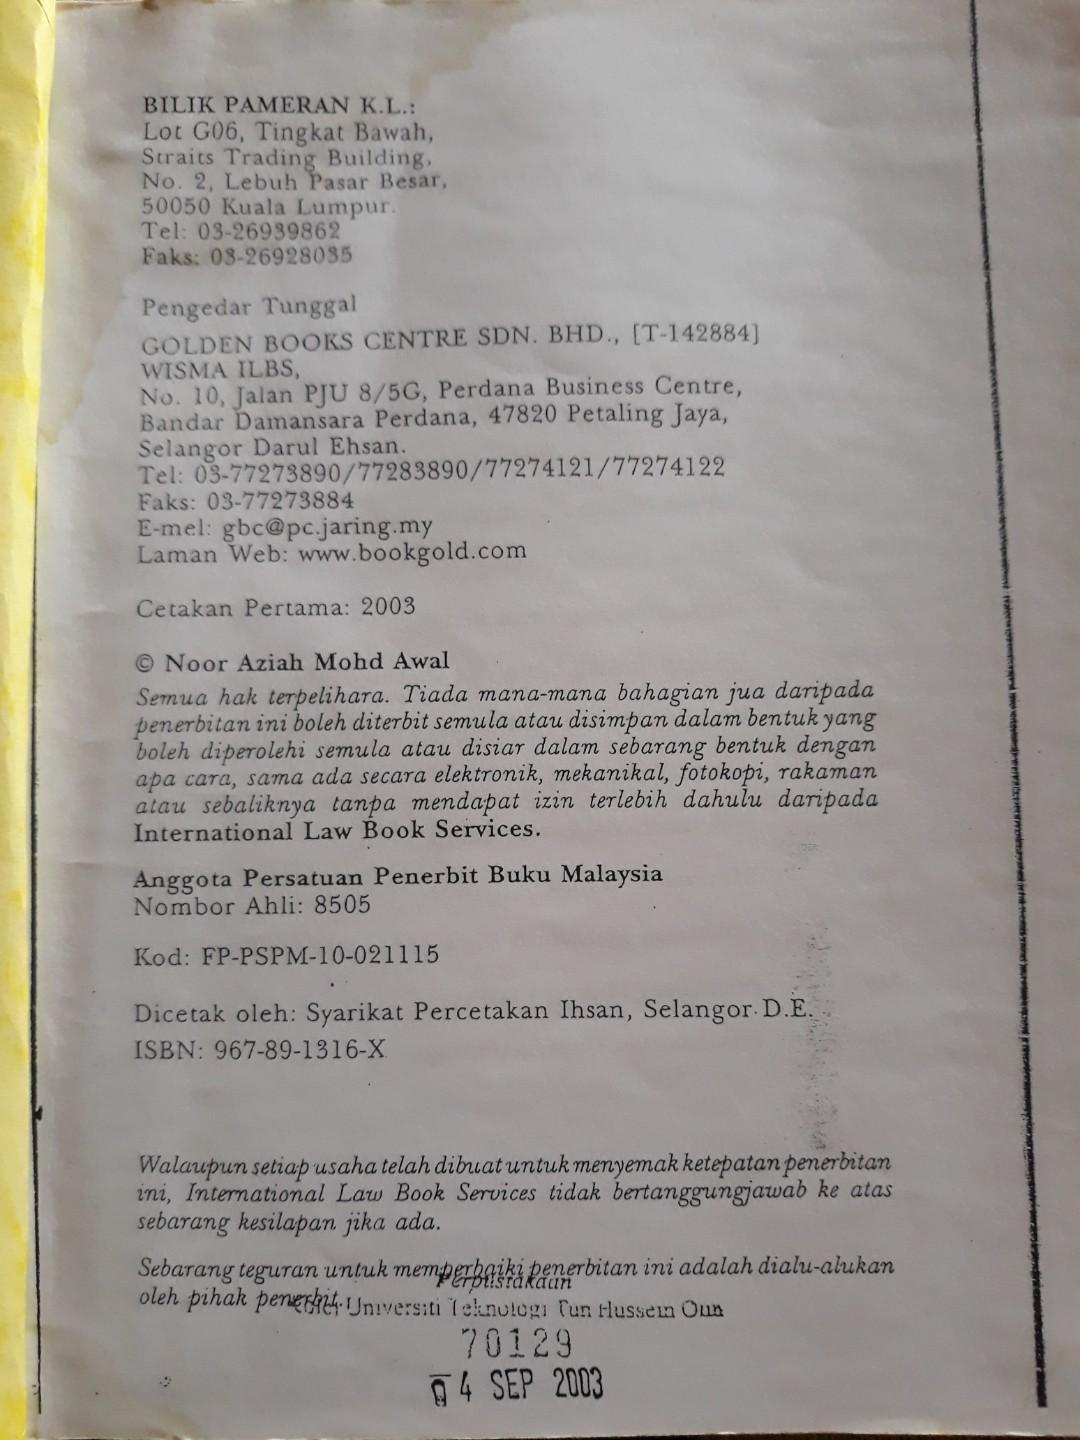 BILIK PAMERAN K.L.:
Lot G06, Tingkat Bawah,
Straits Trading Building,
No. 2, Lebuh Pasar Besar,
50050 Kuala Lumpur.
Tel: 03-26939862
Faks: 03-26928035
Pengedar Tunggal
GOLDEN BOOKS CENTRE SDN. BHD., [T-142884]
WISMA ILBS,
No. 10, Jalan PJU 8/5G, Perdana Business Centre,
Bandar Damansara Perdana, 47820 Petaling Jaya,
Selangor Darul Ehsan.
Tel: 03-77273890/77283890/77274121/77274122
Faks: 03-77273884
E-mel: gbc@pc.jaring.my
Laman Web: www.bookgold.com
Cetakan Pertama: 2003
© Noor Aziah Mohd Awal
Semua hak terpelihara. Tiada mana-mana bahagian jua daripada
penerbitan ini boleh diterbit semula atau disimpan dalam bentuk yang
boleh diperolehi semula atau disiar dalam sebarang bentuk dengan
apa cara, sama ada secara elektronik, mekanikal, fotokopi, rakaman
atau sebaliknya tanpa mendapat izin terlebih dahulu daripada
International Law Book Services.
Anggota Persatuan Penerbit Buku Malaysia
Nombor Ahli: 8505
Kod: FP-PSPM-10-021115
Dicetak oleh: Syarikat Percetakan Ihsan, Selangor D.E.
ISBN: 967-89-1316-X
Walaupun setiap usaha telah dibuat untuk menyemak ketepatan penerbitan
ini, International Law Book Services tidak bertanggungjawab ke atas
sebarang kesilapan jika ada.
Sebarang teguran untuk memperbaiki penerbitan ini adalah dialu-alukan
Perpustakaan
oleh pihak penerbit.
Universiti Teknologi Tun Hussein Onn
70129
04 SEP 2003